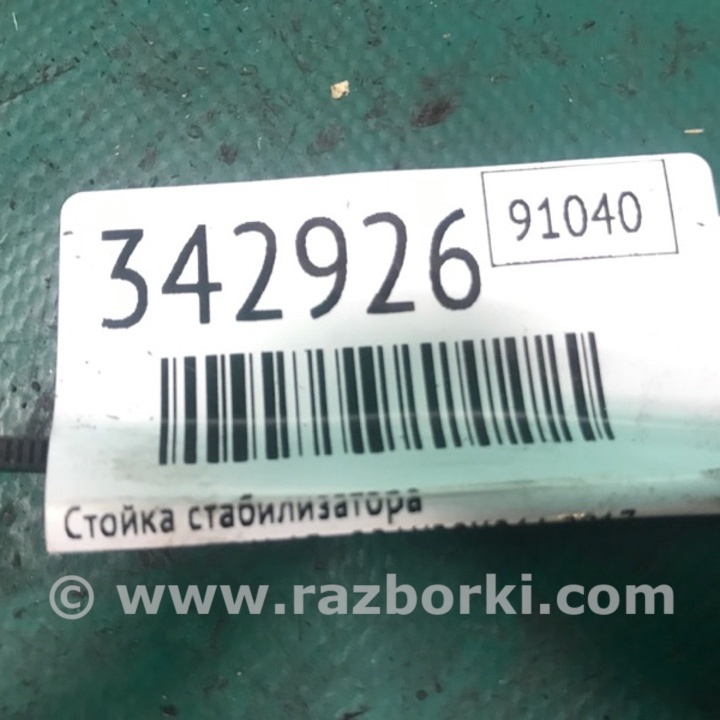 91040
342926
Стойка стабилизатора
© www.razborki.com